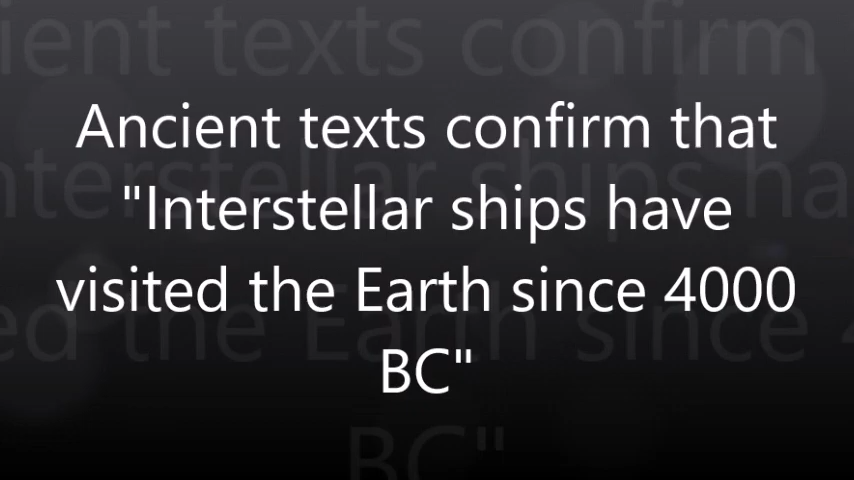 Ancient texts confirm that
"Interstellar ships have
visited the Earth since 4000
BC"